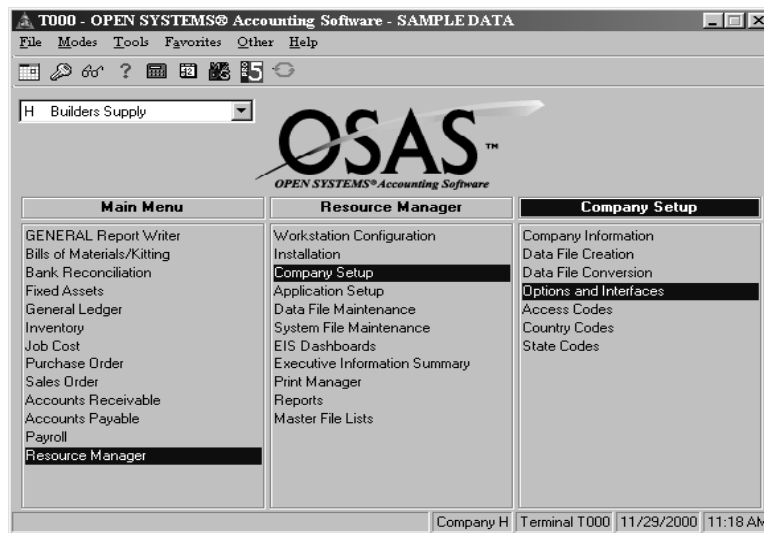 T000 - OPEN SYSTEMS® Accounting Software - SAMPLE DATA
File Modes Tools Favorites Other Help
H Builders Supply
OSAS™
OPEN SYSTEMS® Accounting Software
Main Menu
GENERAL Report Writer
Bills of Materials/Kitting
Bank Reconciliation
Fixed Assets
General Ledger
Inventory
Job Cost
Purchase Order
Sales Order
Accounts Receivable
Accounts Payable
Payroll
Resource Manager
Resource Manager
Workstation Configuration
Installation
Company Setup
Application Setup
Data File Maintenance
System File Maintenance
EIS Dashboards
Executive Information Summary
Print Manager
Reports
Master File Lists
Company Setup
Company Information
Data File Creation
Data File Conversion
Options and Interfaces
Access Codes
Country Codes
State Codes
Company H Terminal T000 11/29/2000 11:18 AM